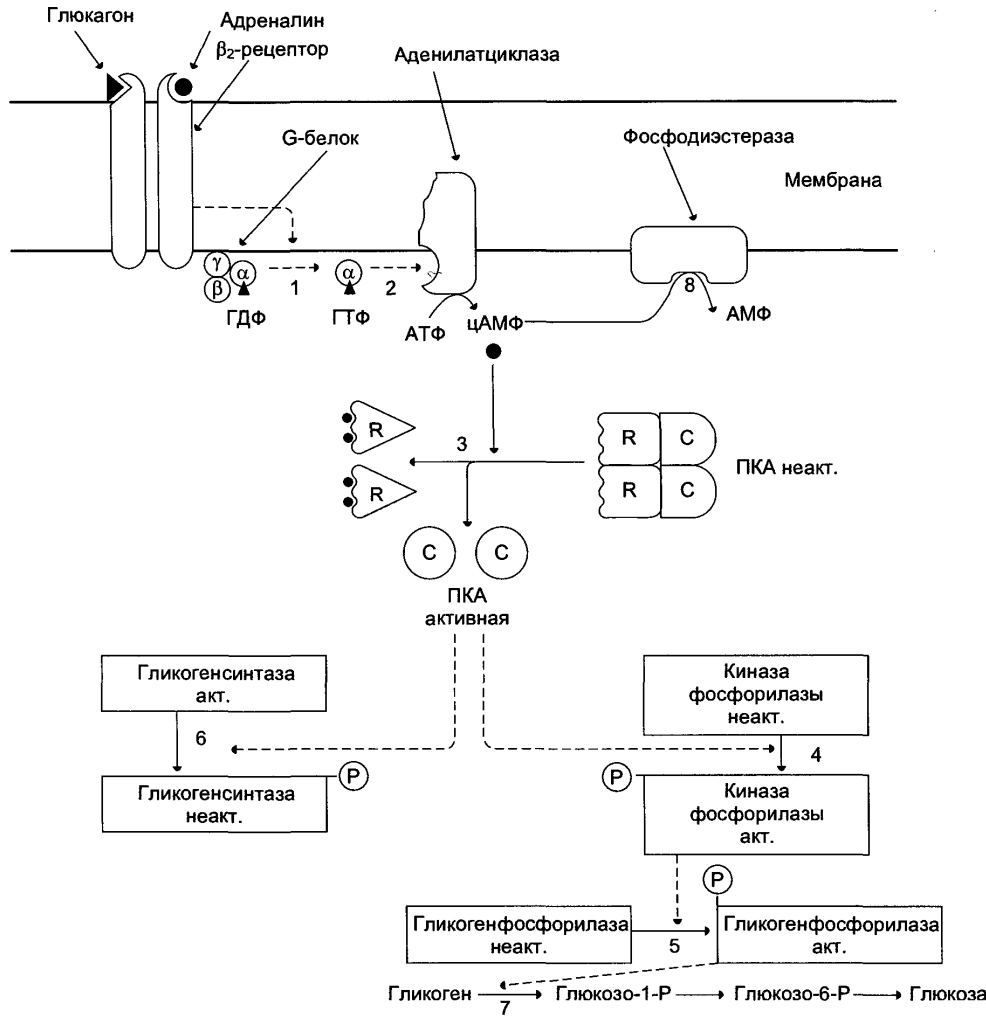 Глюкагон
Адреналин
β₂-рецептор
Аденилатциклаза
G-белок
Фосфодиэстераза
Мембрана
γ
β
α
1
α
2
8
ГДФ
ГТФ
АТФ
цАМФ
АМФ
R
R
3
R
C
R
C
ПКА неакт.
C
C
ПКА
активная
Гликогенсинтаза
акт.
Киназа
фосфорилазы
неакт.
6
4
P
Гликогенсинтаза
неакт.
P
Киназа
фосфорилазы
акт.
P
Гликогенфосфорилаза
неакт.
5
Гликогенфосфорилаза
акт.
Гликоген
7
Глюкозо-1-Р
Глюкозо-6-Р
Глюкоза